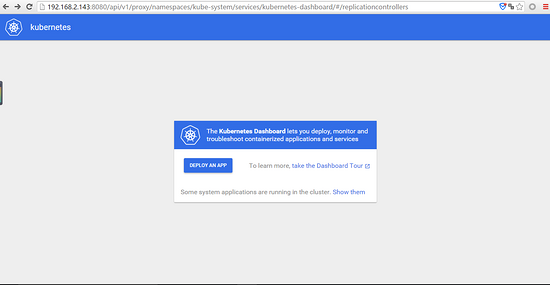 192.168.2.143:8080/api/v1/proxy/namespaces/kube-system/services/kubernetes-dashboard/#/replicationcontrollers
kubernetes
The Kubernetes Dashboard lets you deploy, monitor and
troubleshoot containerized applications and services
DEPLOY AN APP
To learn more, take the Dashboard Tour
Some system applications are running in the cluster. Show them